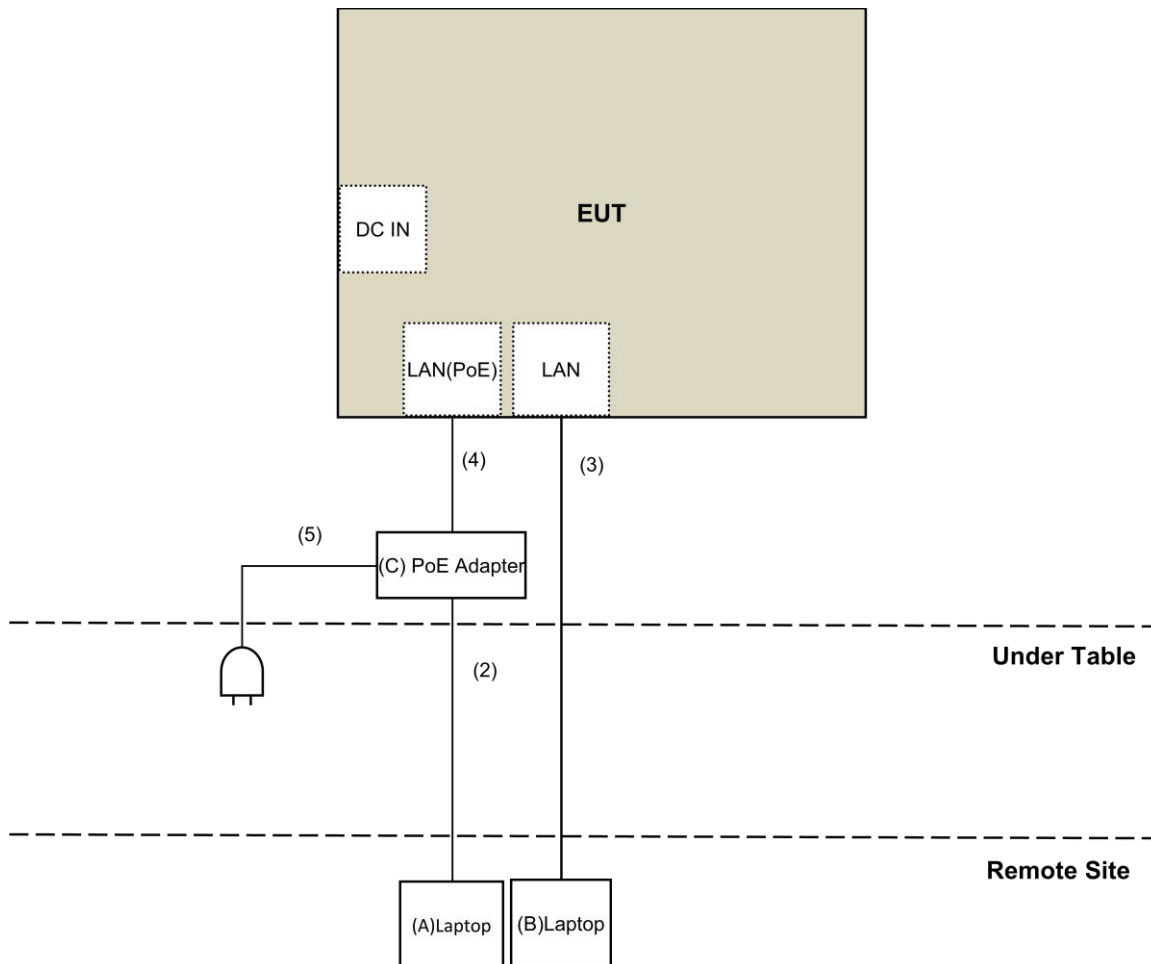 EUT
DC IN
LAN(PoE)
LAN
(4)
(3)
(5)
(C) PoE Adapter
Under Table
(2)
Remote Site
(A)Laptop
(B)Laptop